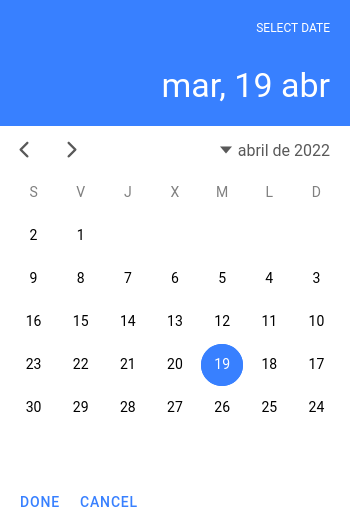 SELECT DATE
mar, 19 abr
abril de 2022
S V J X M L D
2 1
9 8 7 6 5 4 3
16 15 14 13 12 11 10
23 22 21 20 19 18 17
30 29 28 27 26 25 24
DONE CANCEL